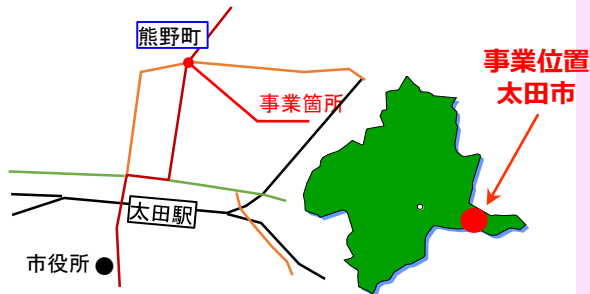 熊野町
事業箇所
太田駅
市役所
事業位置
太田市